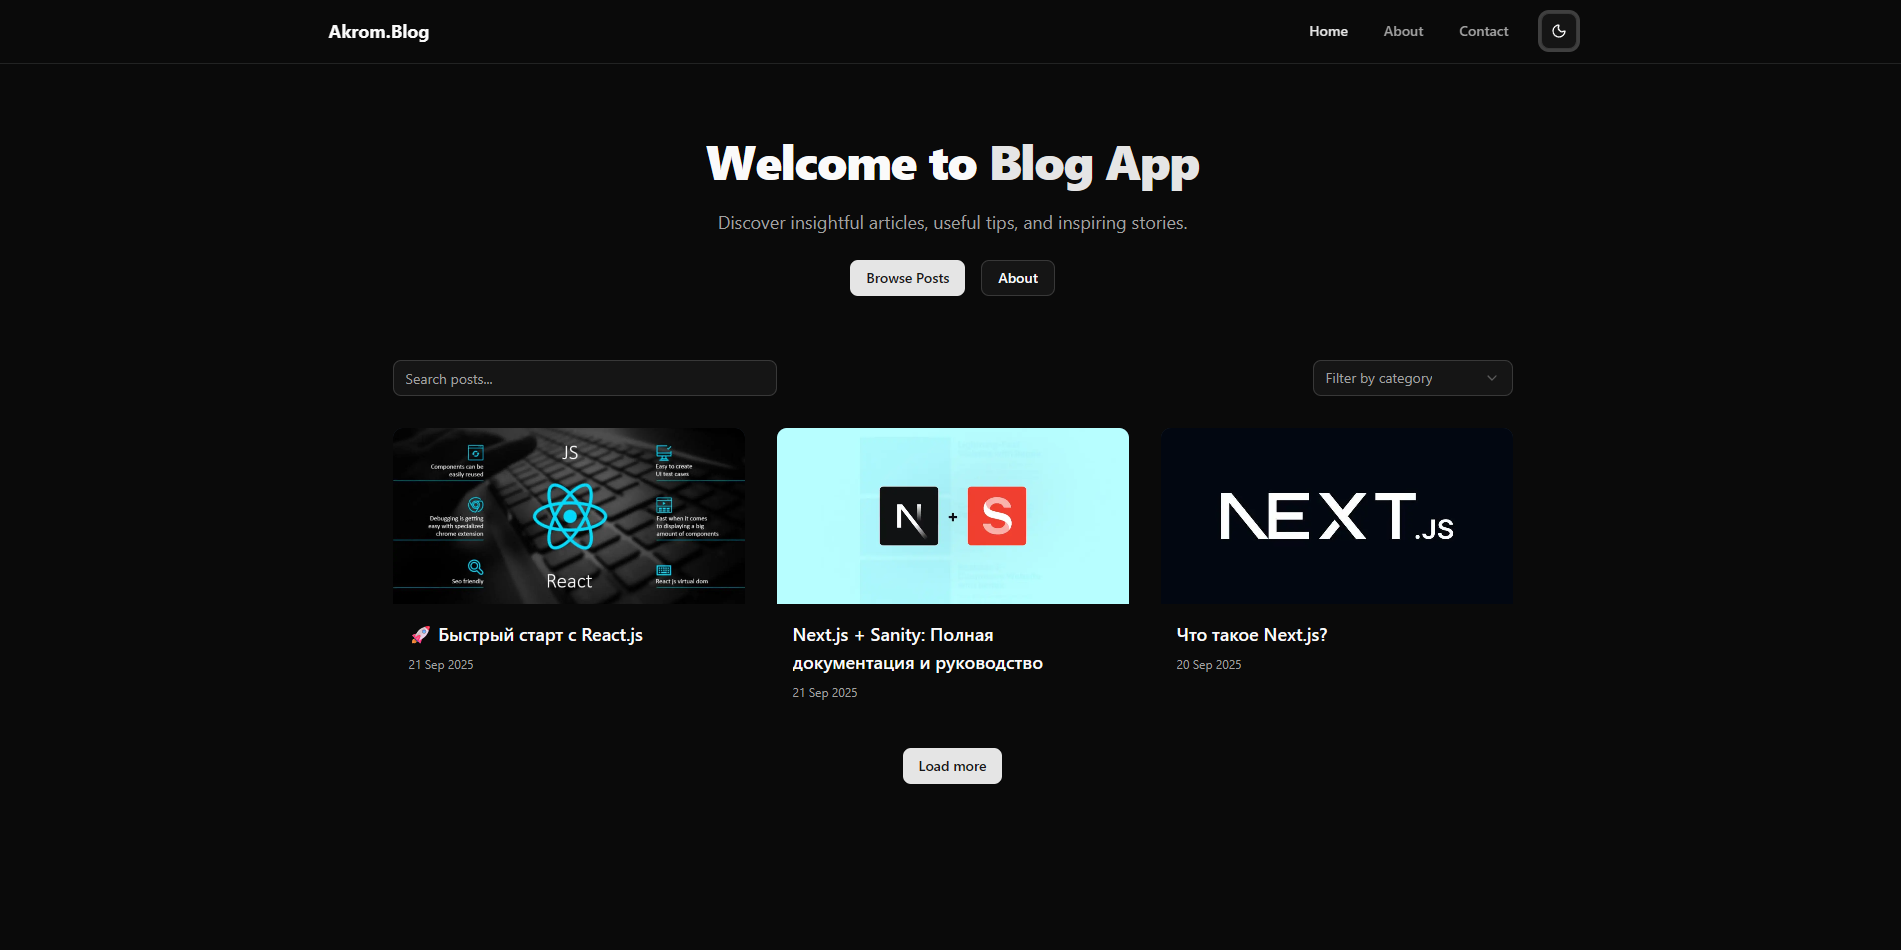 Akrom.Blog
Home
About
Contact
Welcome to Blog App
Discover insightful articles, useful tips, and inspiring stories.
Browse Posts
About
Search posts...
Filter by category
JS
Components can be
easily reused
Debugging is getting
easy with specialized
chrome extension
Seo friendly
Easy to create
UI test cases
Fast when it comes
to displaying a big
amount of components
React js virtual dom
React
N + S
NEXT.JS
🚀 Быстрый старт с React.js
21 Sep 2025
Next.js + Sanity: Полная
документация и руководство
21 Sep 2025
Что такое Next.js?
20 Sep 2025
Load more